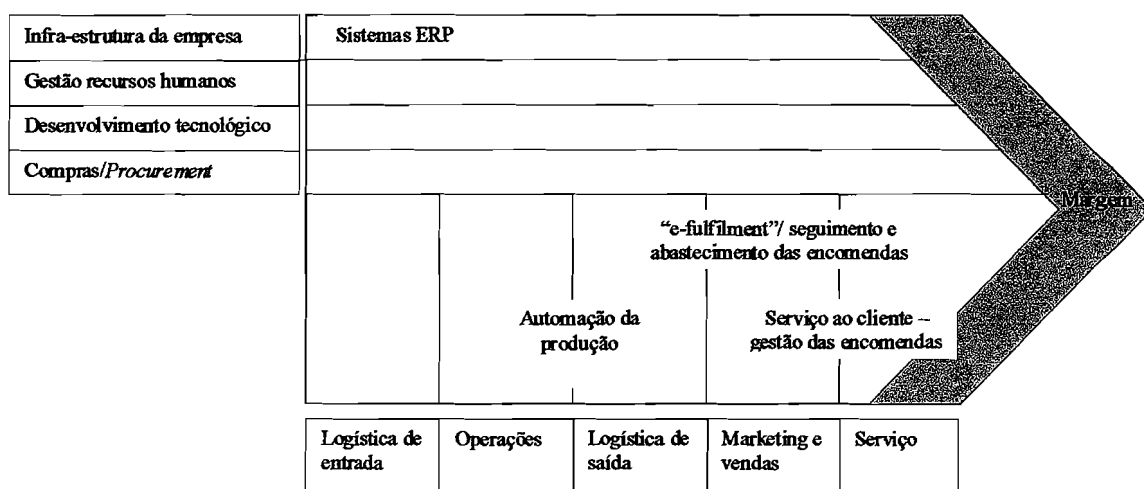 Infra-estrutura da empresa
Sistemas ERP
Gestão recursos humanos
Desenvolvimento tecnológico
Compras/Procurement
Margem
“e-fulfilment”/ seguimento e
abastecimento das encomendas
Automação da
produção
Serviço ao cliente –
gestão das encomendas
Logística de
entrada
Operações
Logística de
saída
Marketing e
vendas
Serviço